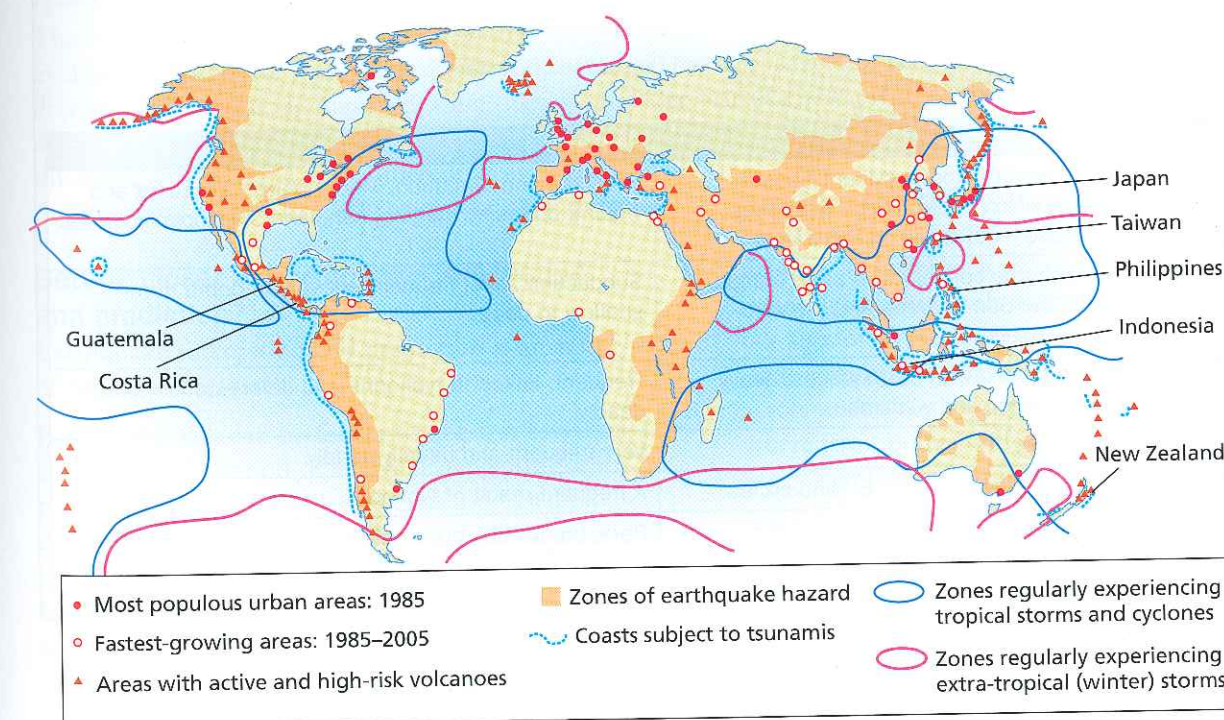 Japan
Taiwan
Philippines
Indonesia
Guatemala
Costa Rica
New Zealand
Most populous urban areas: 1985
Fastest-growing areas: 1985–2005
Areas with active and high-risk volcanoes
Zones of earthquake hazard
Coasts subject to tsunamis
Zones regularly experiencing
tropical storms and cyclones
Zones regularly experiencing
extra-tropical (winter) storms